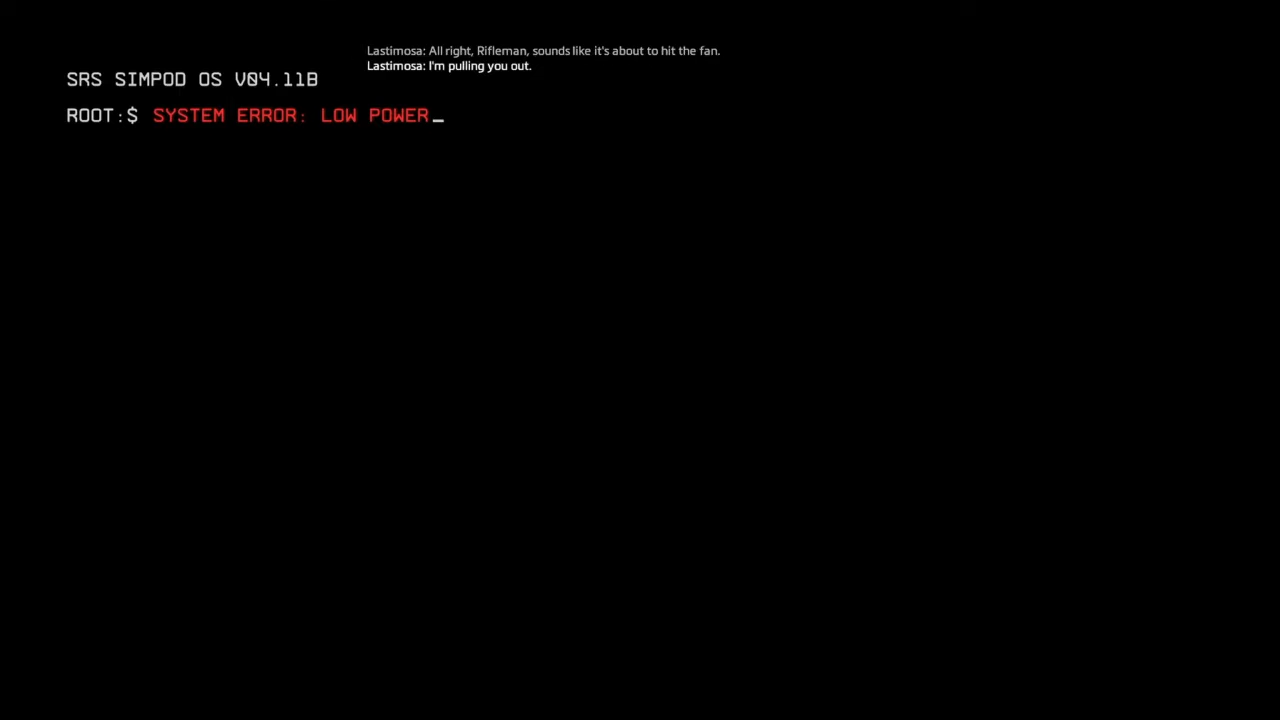 Lastimosa: All right, Rifleman, sounds like it's about to hit the fan.
Lastimosa: I'm pulling you out.
SRS SIMPOD OS V04.11B
ROOT:$ SYSTEM ERROR: LOW POWER_